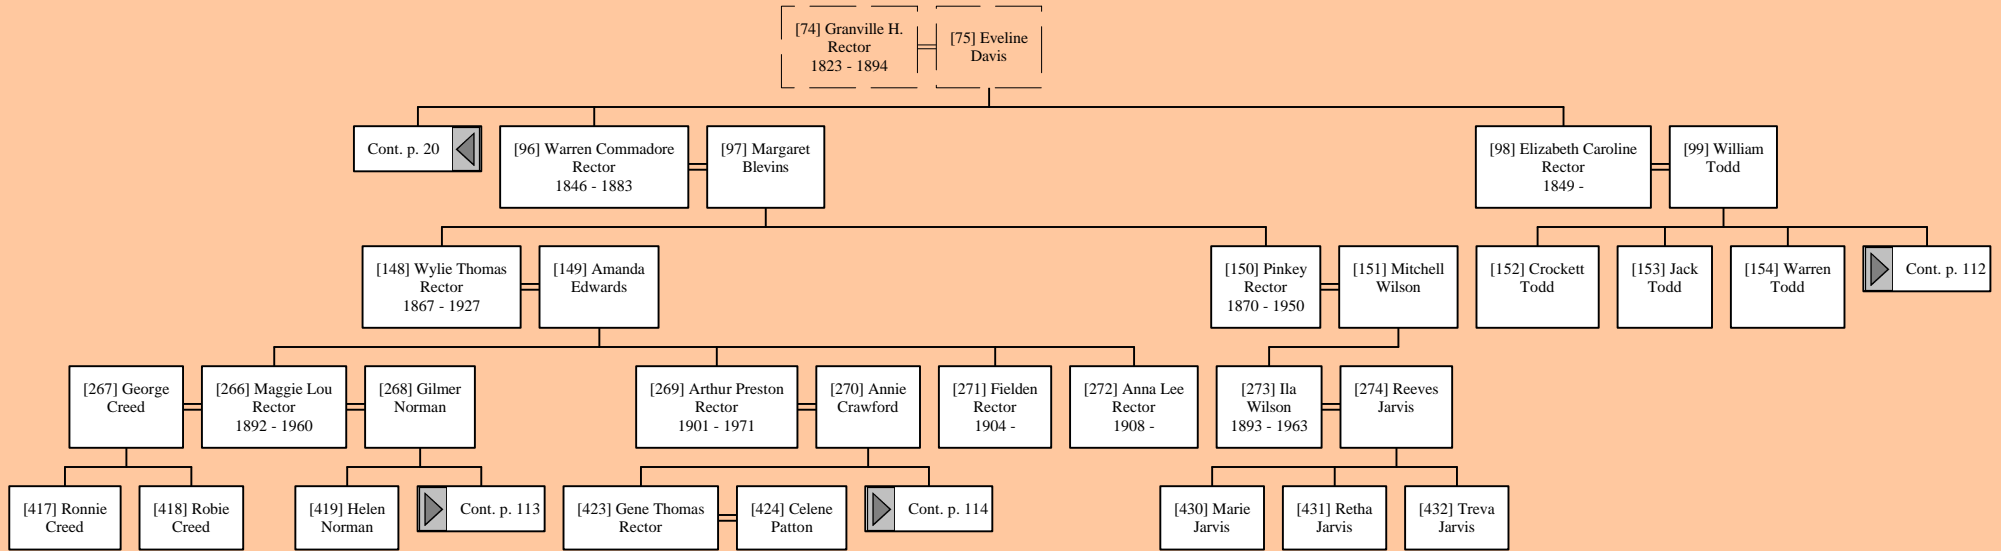 [74] Granville H.
Rector
1823 - 1894
[75] Eveline
Davis
Cont. p. 20
[96] Warren Commadore
Rector
1846 - 1883
[97] Margaret
Blevins
[98] Elizabeth Caroline
Rector
1849 -
[99] William
Todd
[148] Wylie Thomas
Rector
1867 - 1927
[149] Amanda
Edwards
[150] Pinkey
Rector
1870 - 1950
[151] Mitchell
Wilson
[152] Crockett
Todd
[153] Jack
Todd
[154] Warren
Todd
Cont. p. 112
[267] George
Creed
[266] Maggie Lou
Rector
1892 - 1960
[268] Gilmer
Norman
[269] Arthur Preston
Rector
1901 - 1971
[270] Annie
Crawford
[271] Fielden
Rector
1904 -
[272] Anna Lee
Rector
1908 -
[273] Ila
Wilson
1893 - 1963
[274] Reeves
Jarvis
[417] Ronnie
Creed
[418] Robie
Creed
[419] Helen
Norman
Cont. p. 113
[423] Gene Thomas
Rector
[424] Celene
Patton
Cont. p. 114
[430] Marie
Jarvis
[431] Retha
Jarvis
[432] Treva
Jarvis